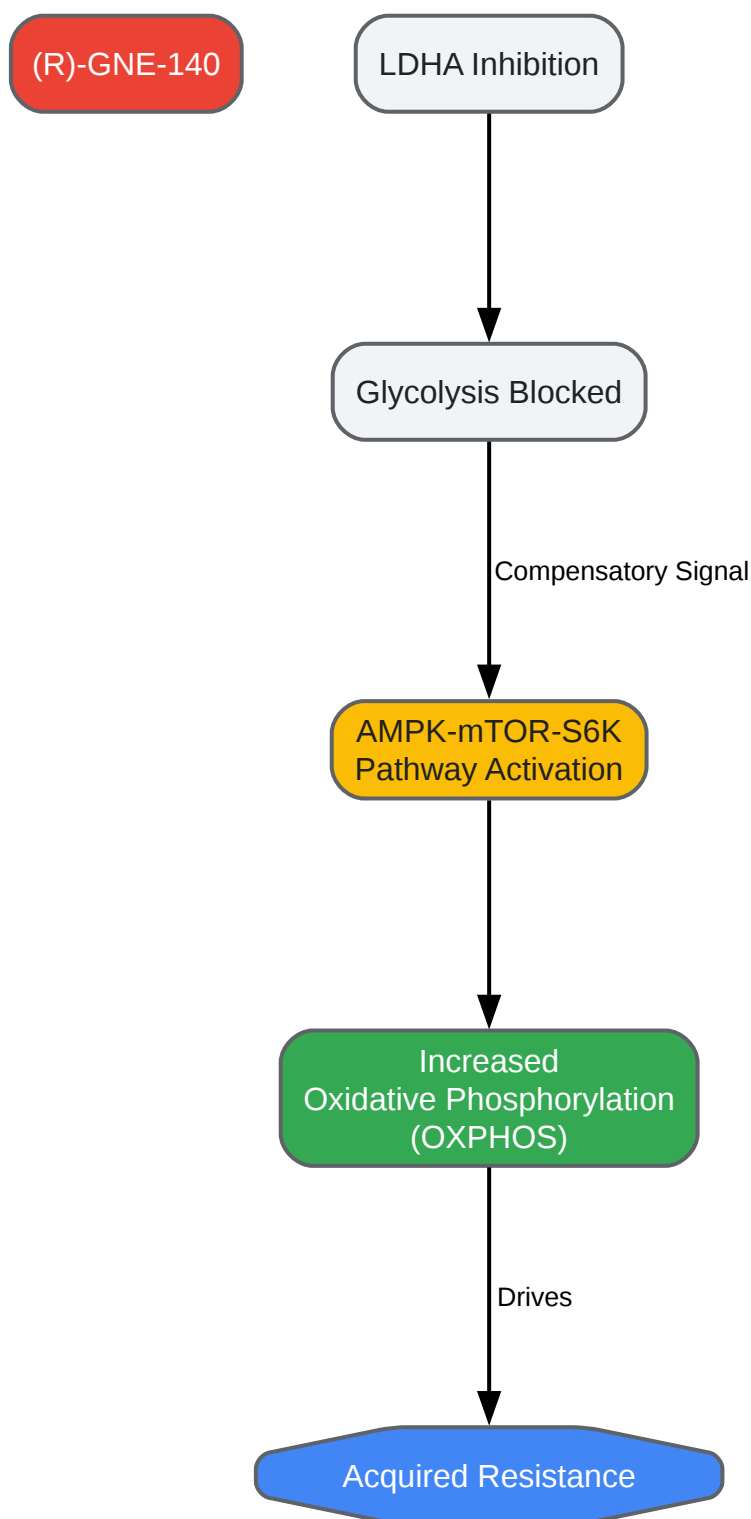 (R)-GNE-140
LDHA Inhibition
Glycolysis Blocked
Compensatory Signal
AMPK-mTOR-S6K
Pathway Activation
Increased
Oxidative Phosphorylation
(OXPHOS)
Drives
Acquired Resistance